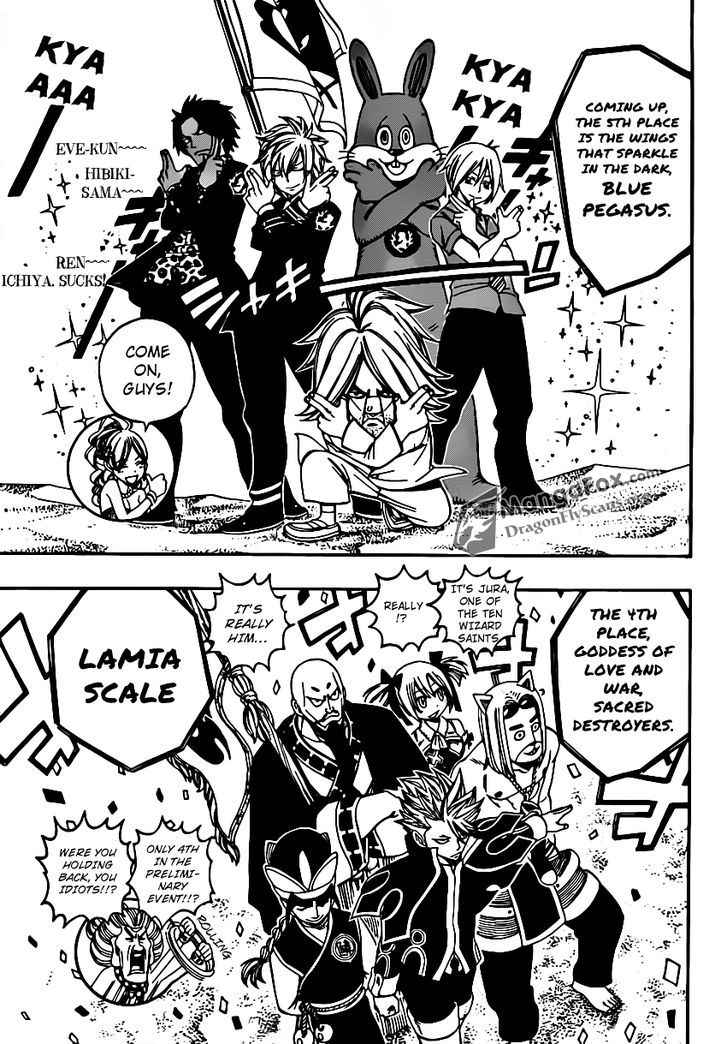 COMING UP,
THE 5TH PLACE
IS THE WINGS
THAT SPARKLE
IN THE DARK,
BLUE
PEGASUS.
KYA
KYA
KYA
AAA
EVE-KUN~~~~
HIBIKI-
SAMA~~~~
REN~~~~
ICHIYA. SUCKS!
シャキ
!
COME
ON,
GUYS!
MangaFox.com
DragonFlyScans
THE 4TH
PLACE,
GODDESS OF
LOVE AND
WAR,
SACRED
DESTROYERS.
IT'S JURA,
ONE OF
THE TEN
WIZARD
SAINTS
REALLY
!?
IT'S
REALLY
HIM...
LAMIA
SCALE
ONLY 4TH
IN THE
PRELIMI-
NARY
EVENT!!?
WERE YOU
HOLDING
BACK, YOU
IDIOTS!!?
ROLLING